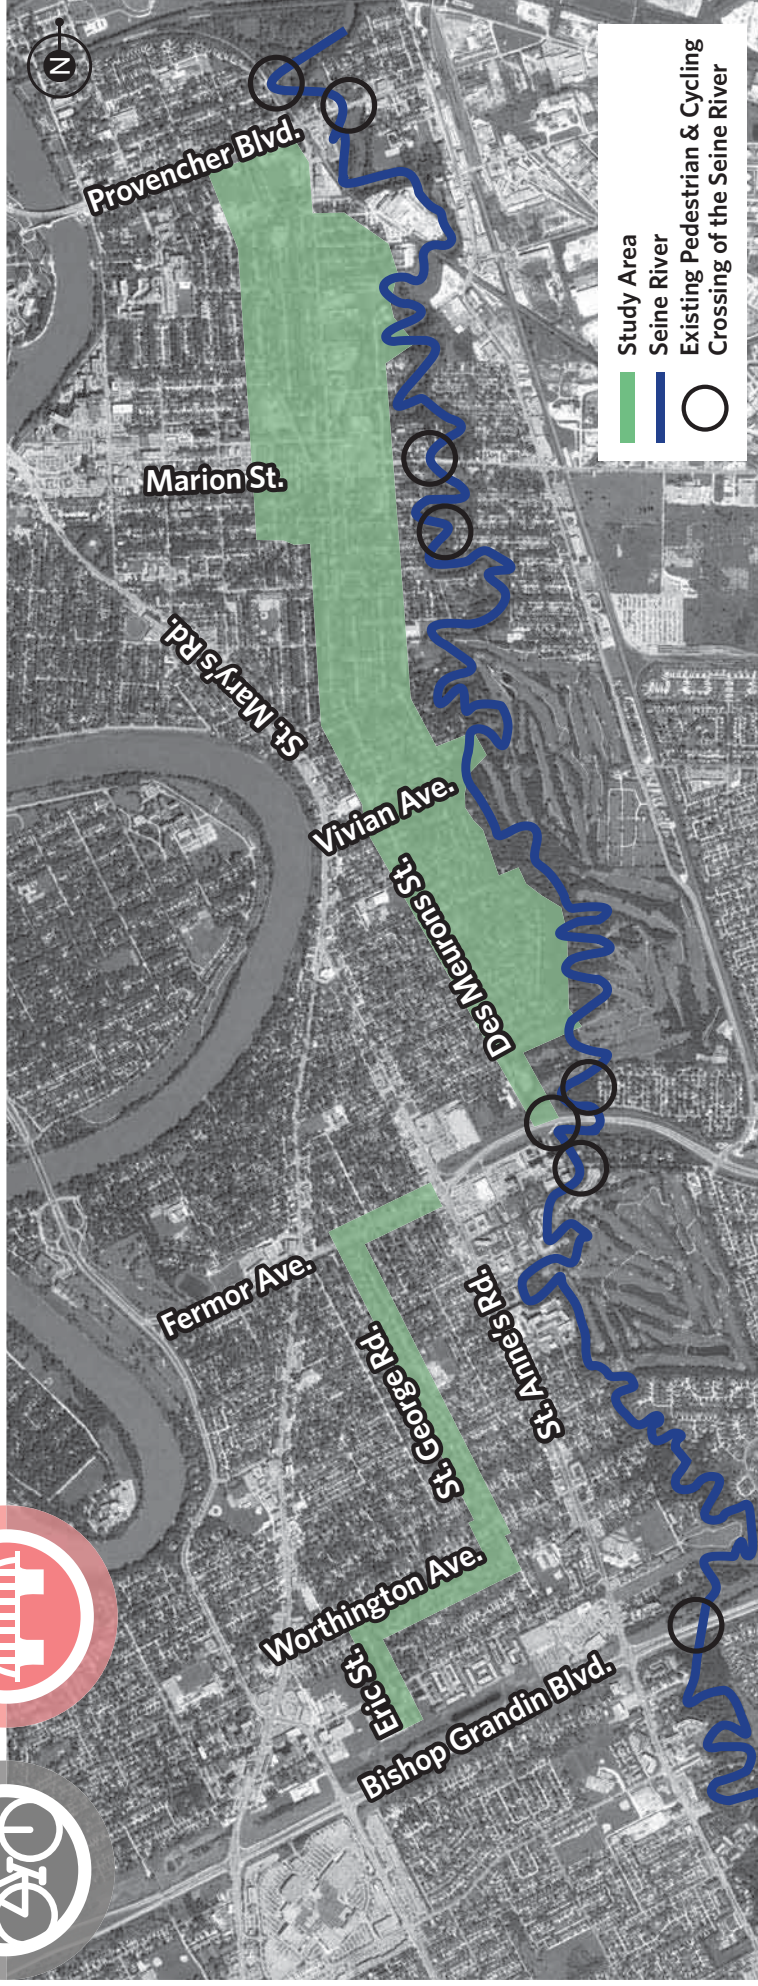 N
Provencher Blvd.
Marion St.
St. Mary's Rd.
Vivian Ave.
Des Meurons St.
Fermor Ave.
St. George Rd.
St. Anne's Rd.
Worthington Ave.
Eric St.
Bishop Grandin Blvd.
Study Area
Seine River
Existing Pedestrian & Cycling
Crossing of the Seine River